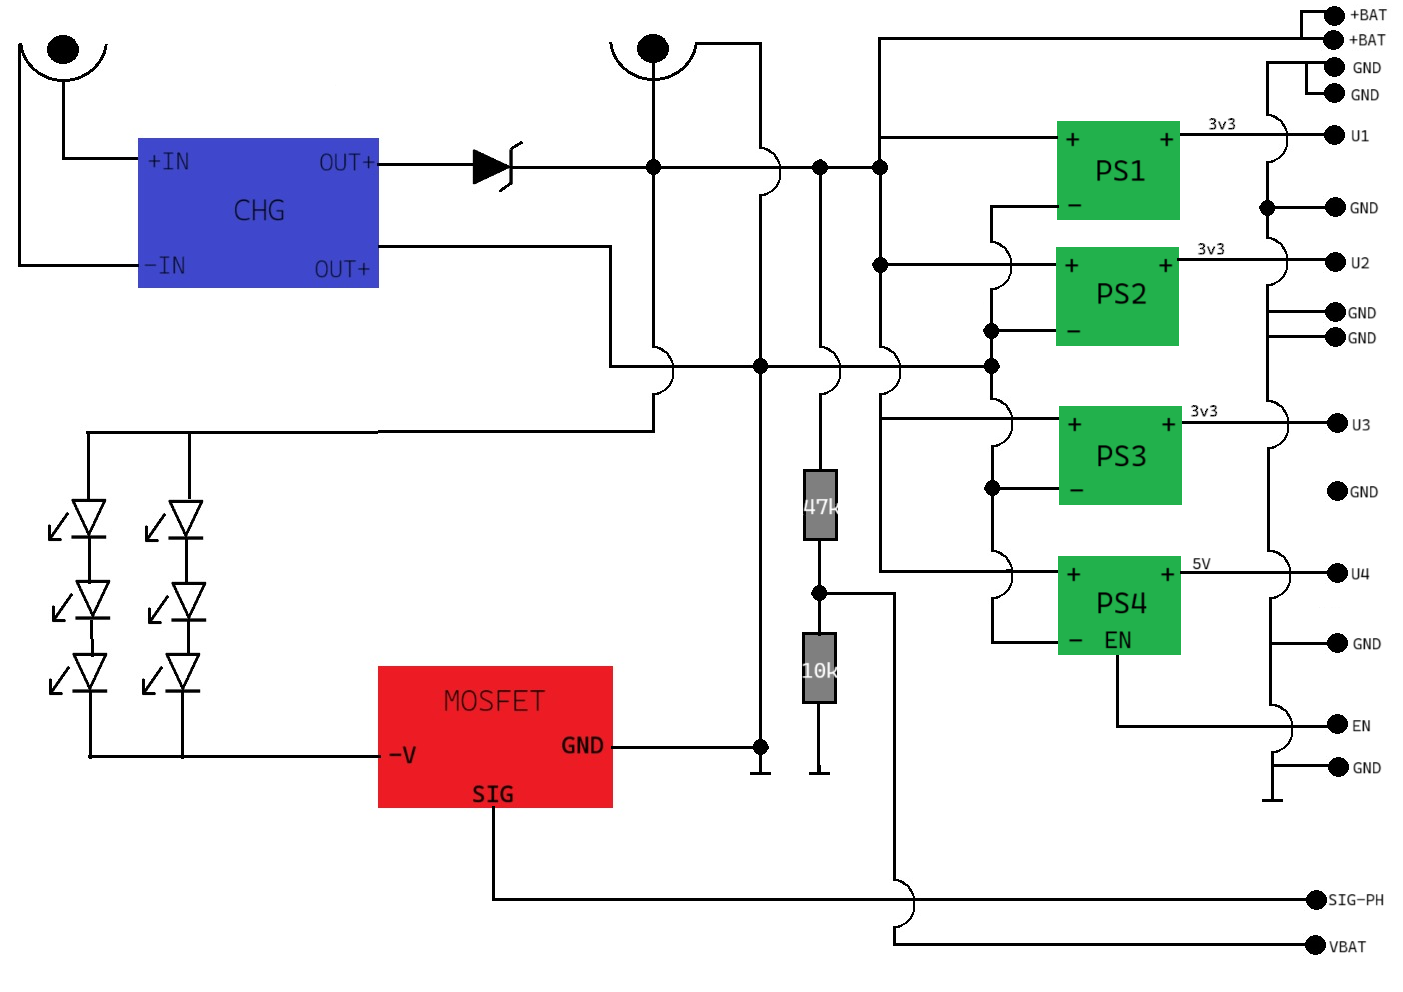 +BAT
+BAT
GND
GND
3v3
U1
+IN
OUT+
CHG
-IN
OUT+
+ +
PS1
-
GND
3v3
U2
+ +
PS2
-
GND
GND
3v3
U3
+ +
PS3
-
GND
47k
5V
U4
+ +
PS4
- EN
GND
10k
MOSFET
GND
-V
SIG
EN
GND
SIG-PH
VBAT